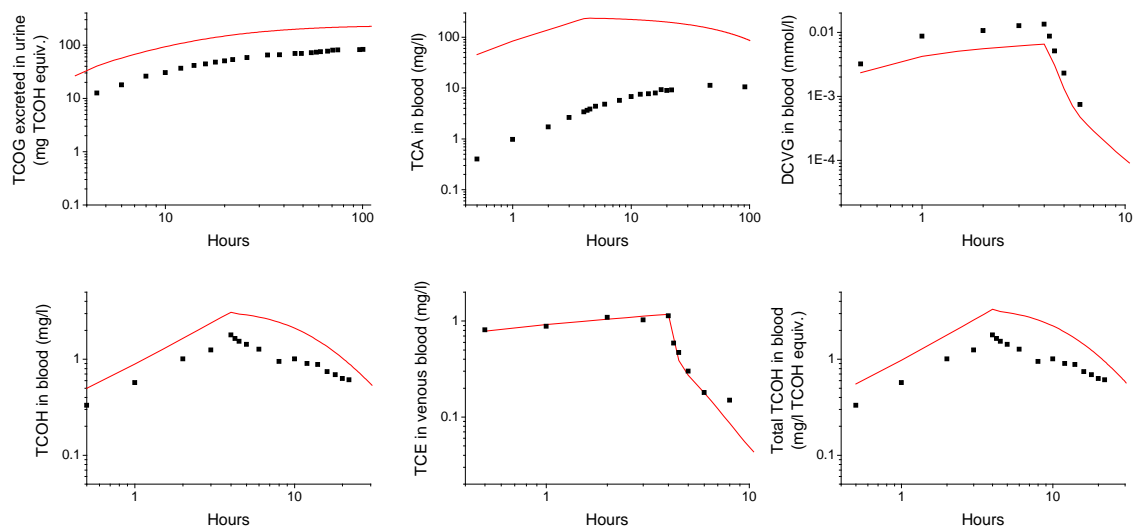 TCOG excreted in urine
(mg TCOH equiv.)
100
10
1
0.1
10
100
Hours
TCA in blood (mg/l)
100
10
1
0.1
1
10
100
Hours
DCVG in blood (mmol/l)
0.01
1E-3
1E-4
1
10
Hours
TCOH in blood (mg/l)
1
0.1
1
10
Hours
TCE in venous blood (mg/l)
1
0.1
1
10
Hours
Total TCOH in blood
(mg/l TCOH equiv.)
1
0.1
1
10
Hours